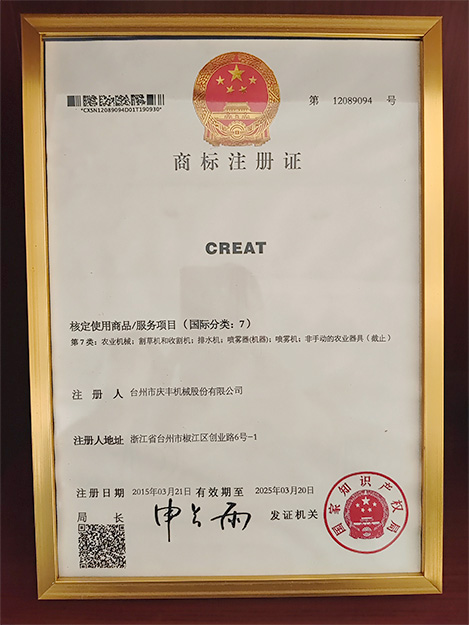 *CXSN12089094D01T190930*
第 12089094 号
商标注册证
CREAT
核定使用商品/服务项目（国际分类：7）
第7类：农业机械；割草机和收割机；排水机；喷雾器(机器)；喷雾机；非手动的农业器具（截止）
注册人 台州市庆丰机械股份有限公司
注册人地址 浙江省台州市椒江区创业路6号-1
注册日期 2015年03月21日 有效期至 2025年03月20日
局长 申长雨 发证机关
国家知识产权局